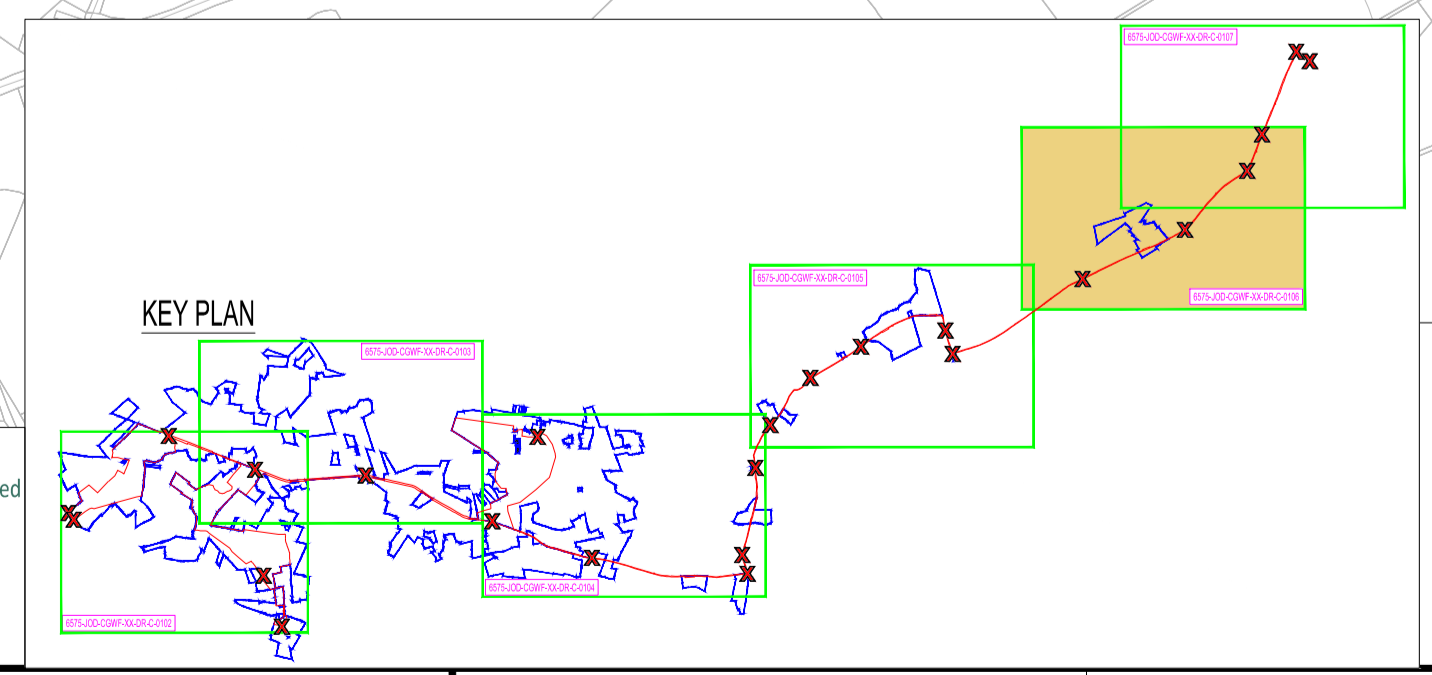 6575-JOD-CGWF-XX-DR-C-0107
6575-JOD-CGWF-XX-DR-C-0105
6575-JOD-CGWF-XX-DR-C-0106
KEY PLAN
6575-JOD-CGWF-XX-DR-C-0103
ed
6575-JOD-CGWF-XX-DR-C-0104
6575-JOD-CGWF-XX-DR-C-0102